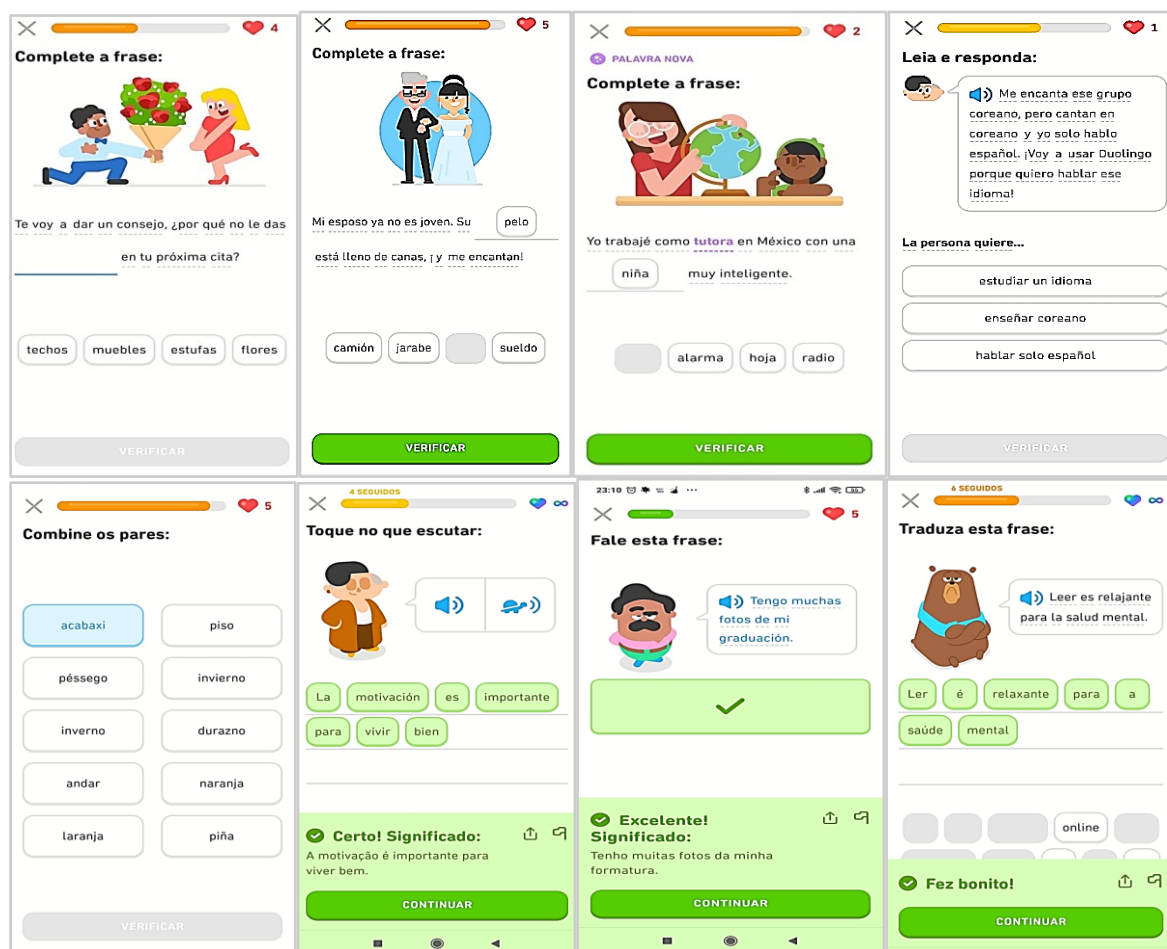 4
Complete a frase:
Te voy a dar un consejo, ¿por qué no le das
en tu próxima cita?
techos
muebles
estufas
flores
VERIFICAR
5
Complete a frase:
Mi esposo ya no es joven. Su pelo
está lleno de canas, ¡y me encantan!
camión
jarabe
sueldo
VERIFICAR
2
PALAVRA NOVA
Complete a frase:
Yo trabajé como tutora en México con una
niña muy inteligente.
alarma
hoja
radio
VERIFICAR
1
Leia e responda:
Me encanta ese grupo
coreano, pero cantan en
coreano y yo solo hablo
español. ¡Voy a usar Duolingo
porque quiero hablar ese
idioma!
La persona quiere...
estudiar un idioma
enseñar coreano
hablar solo español
VERIFICAR
5
Combine os pares:
acabaxi piso
péssego invierno
inverno durazno
andar naranja
laranja piña
VERIFICAR
4 SEGUIDOS
Toque no que escutar:
La motivación es importante
para vivir bien
Certo! Significado:
A motivação é importante para
viver bem.
CONTINUAR
23:10
5
Fale esta frase:
Tengo muchas
fotos de mi
graduación.
Excelente!
Significado:
Tenho muitas fotos da minha
formatura.
CONTINUAR
6 SEGUIDOS
Traduza esta frase:
Leer es relajante
para la salud mental.
Ler é relaxante para a
saúde mental
online
Fez bonito!
CONTINUAR